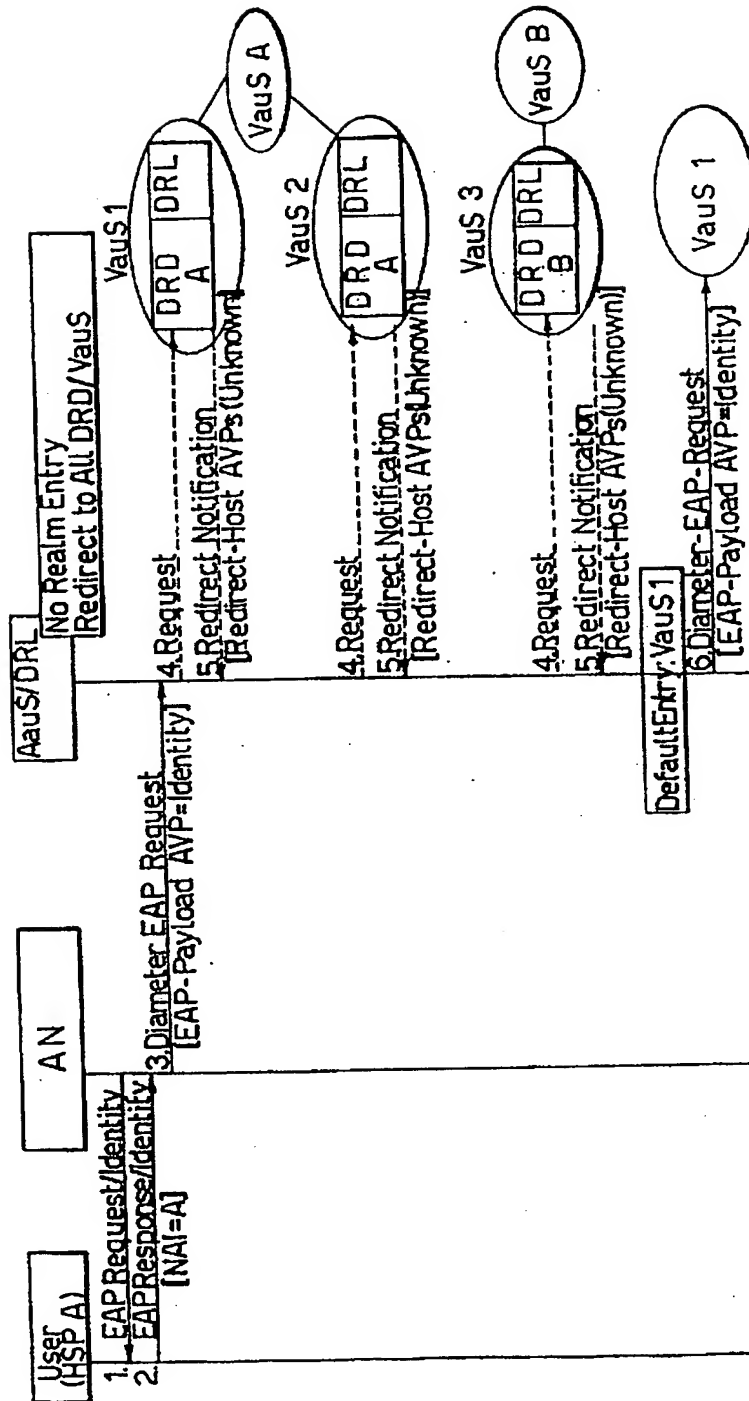 User
(HSP A)
AN
AauS/DRL
No Realm Entry
Redirect to All DRD/VauS
1.
EAP Request/Identity
2.
EAPResponse/Identity
[NAI=A]
3.Diameter EAP Request
[EAP-Payload AVP=Identity]
4.Request
5.Redirect Notification
[Redirect-Host AVPs(Unknown)]
VauS 1
DRD
A
DRL
VauS A
4.Request
5.Redirect Notification
[Redirect-Host AVPs(Unknown)]
VauS 2
DRD
A
DRL
4.Request
5.Redirect Notification
[Redirect-Host AVPs(Unknown)]
VauS 3
DRD
B
DRL
VauS B
DefaultEntry:VauS1
6.Diameter-EAP-Request
[EAP-Payload AVP=Identity]
VauS 1